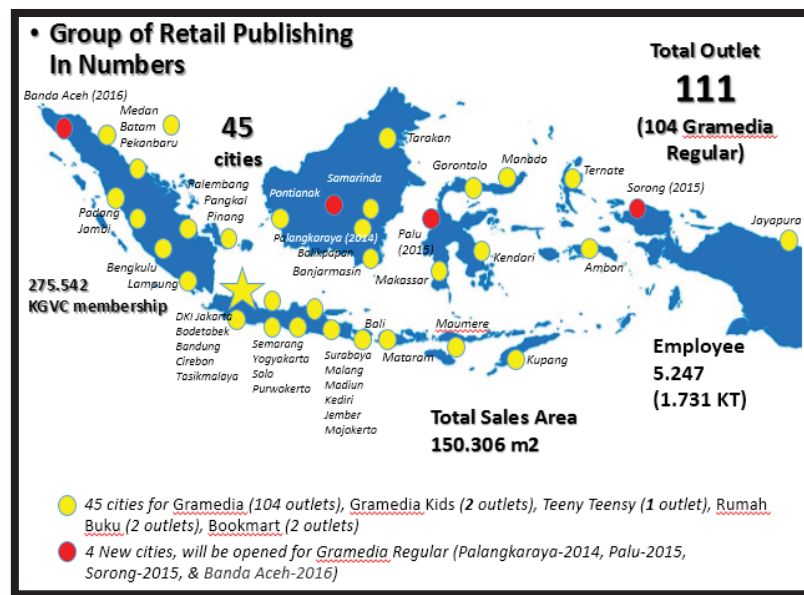 • Group of Retail Publishing
In Numbers
Total Outlet
111
(104 Gramedia
Regular)
Banda Aceh (2016)
Medan
Batam
Pekanbaru
45
cities
Tarakan
Gorontalo
Manado
Ternate
Sorong (2015)
Jayapura
Samarinda
Pontianak
Palembang
Pangkal
Pinang
Padang
Jambi
Palangkaraya (2014)
Balikpapan
Banjarmasin
Palu
(2015)
Makassar
Kendari
Ambon
Bengkulu
Lampung
275.542
KGVC membership
DKI Jakarta
Bodetabek
Bandung
Cirebon
Tasikmalaya
Semarang
Yogyakarta
Solo
Purwokerto
Surabaya
Malang
Madiun
Kediri
Jember
Mojokerto
Bali
Mataram
Maumere
Kupang
Employee
5.247
(1.731 KT)
Total Sales Area
150.306 m2
45 cities for Gramedia (104 outlets), Gramedia Kids (2 outlets), Teeny Teensy (1 outlet), Rumah
Buku (2 outlets), Bookmart (2 outlets)
4 New cities, will be opened for Gramedia Regular (Palangkaraya-2014, Palu-2015,
Sorong-2015, & Banda Aceh-2016)